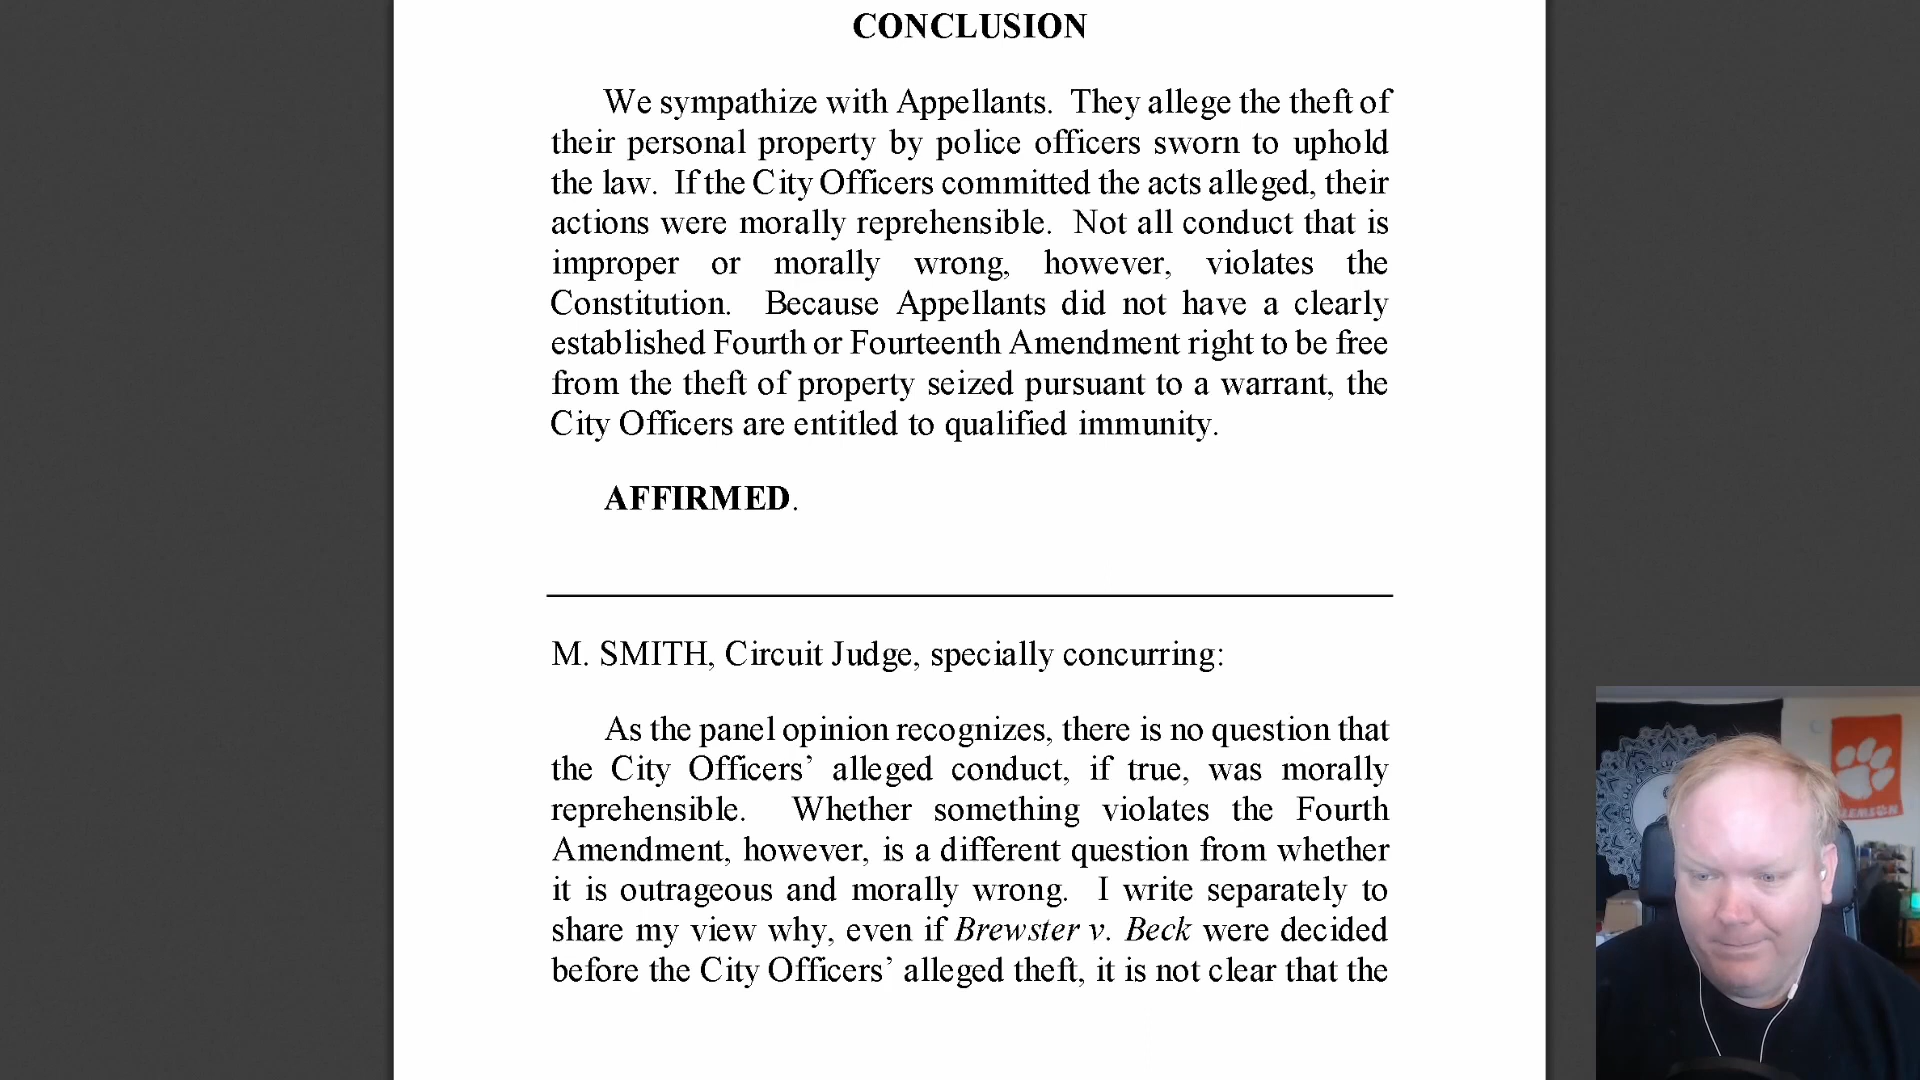 CONCLUSION
We sympathize with Appellants. They allege the theft of
their personal property by police officers sworn to uphold
the law. If the City Officers committed the acts alleged, their
actions were morally reprehensible. Not all conduct that is
improper or morally wrong, however, violates the
Constitution. Because Appellants did not have a clearly
established Fourth or Fourteenth Amendment right to be free
from the theft of property seized pursuant to a warrant, the
City Officers are entitled to qualified immunity.
AFFIRMED.
M. SMITH, Circuit Judge, specially concurring:
As the panel opinion recognizes, there is no question that
the City Officers’ alleged conduct, if true, was morally
reprehensible. Whether something violates the Fourth
Amendment, however, is a different question from whether
it is outrageous and morally wrong. I write separately to
share my view why, even if Brewster v. Beck were decided
before the City Officers’ alleged theft, it is not clear that the